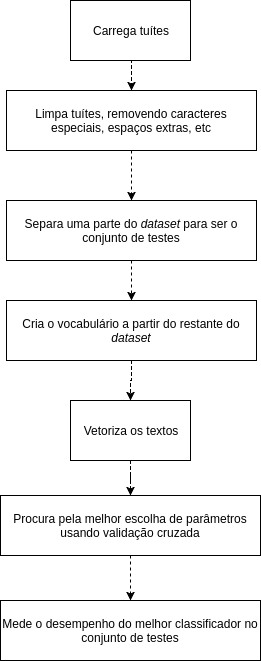 Carrega tuítes
Limpa tuítes, removendo caracteres
especiais, espaços extras, etc
Separa uma parte do dataset para ser o
conjunto de testes
Cria o vocabulário a partir do restante do
dataset
Vetoriza os textos
Procura pela melhor escolha de parâmetros
usando validação cruzada
Mede o desempenho do melhor classificador no
conjunto de testes